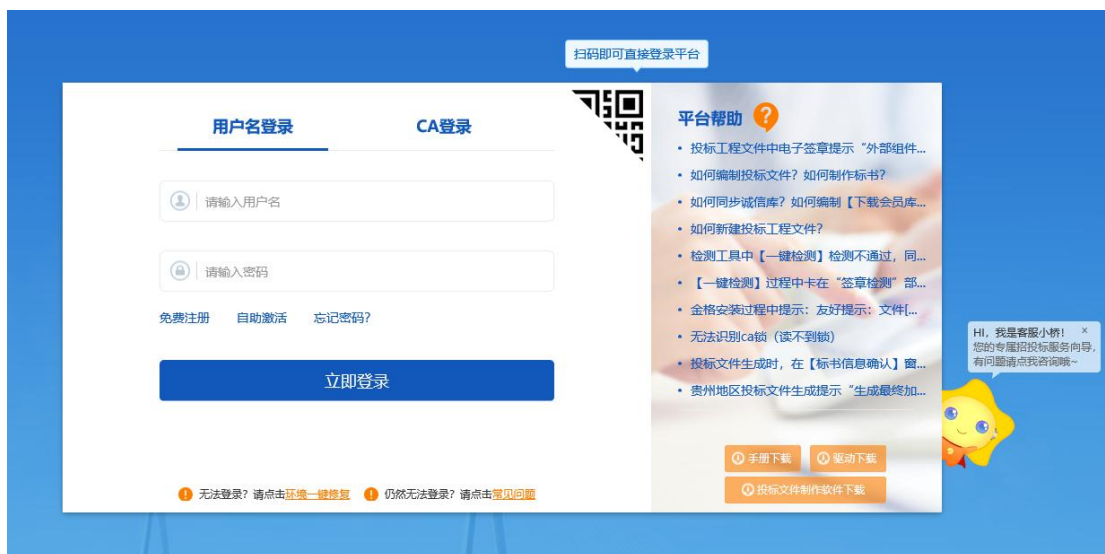 扫码即可直接登录平台
用户名登录
CA登录
请输入用户名
请输入密码
免费注册 自助激活 忘记密码?
立即登录
无法登录? 请点击环境一键修复 仍然无法登录? 请点击常见问题
平台帮助 ?
• 投标工程文件中电子签章提示“外部组件...
• 如何编制投标文件? 如何制作标书?
• 如何同步诚信库? 如何编制【下载会员库...
• 如何新建投标工程文件?
• 检测工具中【一键检测】检测不通过, 同...
• 【一键检测】过程中卡在“签章检测”部...
• 金格安装过程中提示: 友好提示: 文件[...
• 无法识别ca锁 (读不到锁)
• 投标文件生成时, 在【标书信息确认】窗...
• 贵州地区投标文件生成提示“生成最终加...
手册下载 驱动下载
投标文件制作软件下载
HI, 我是客服小桥! ×
您的专属招投标服务向导,
有问题请点我咨询哦~